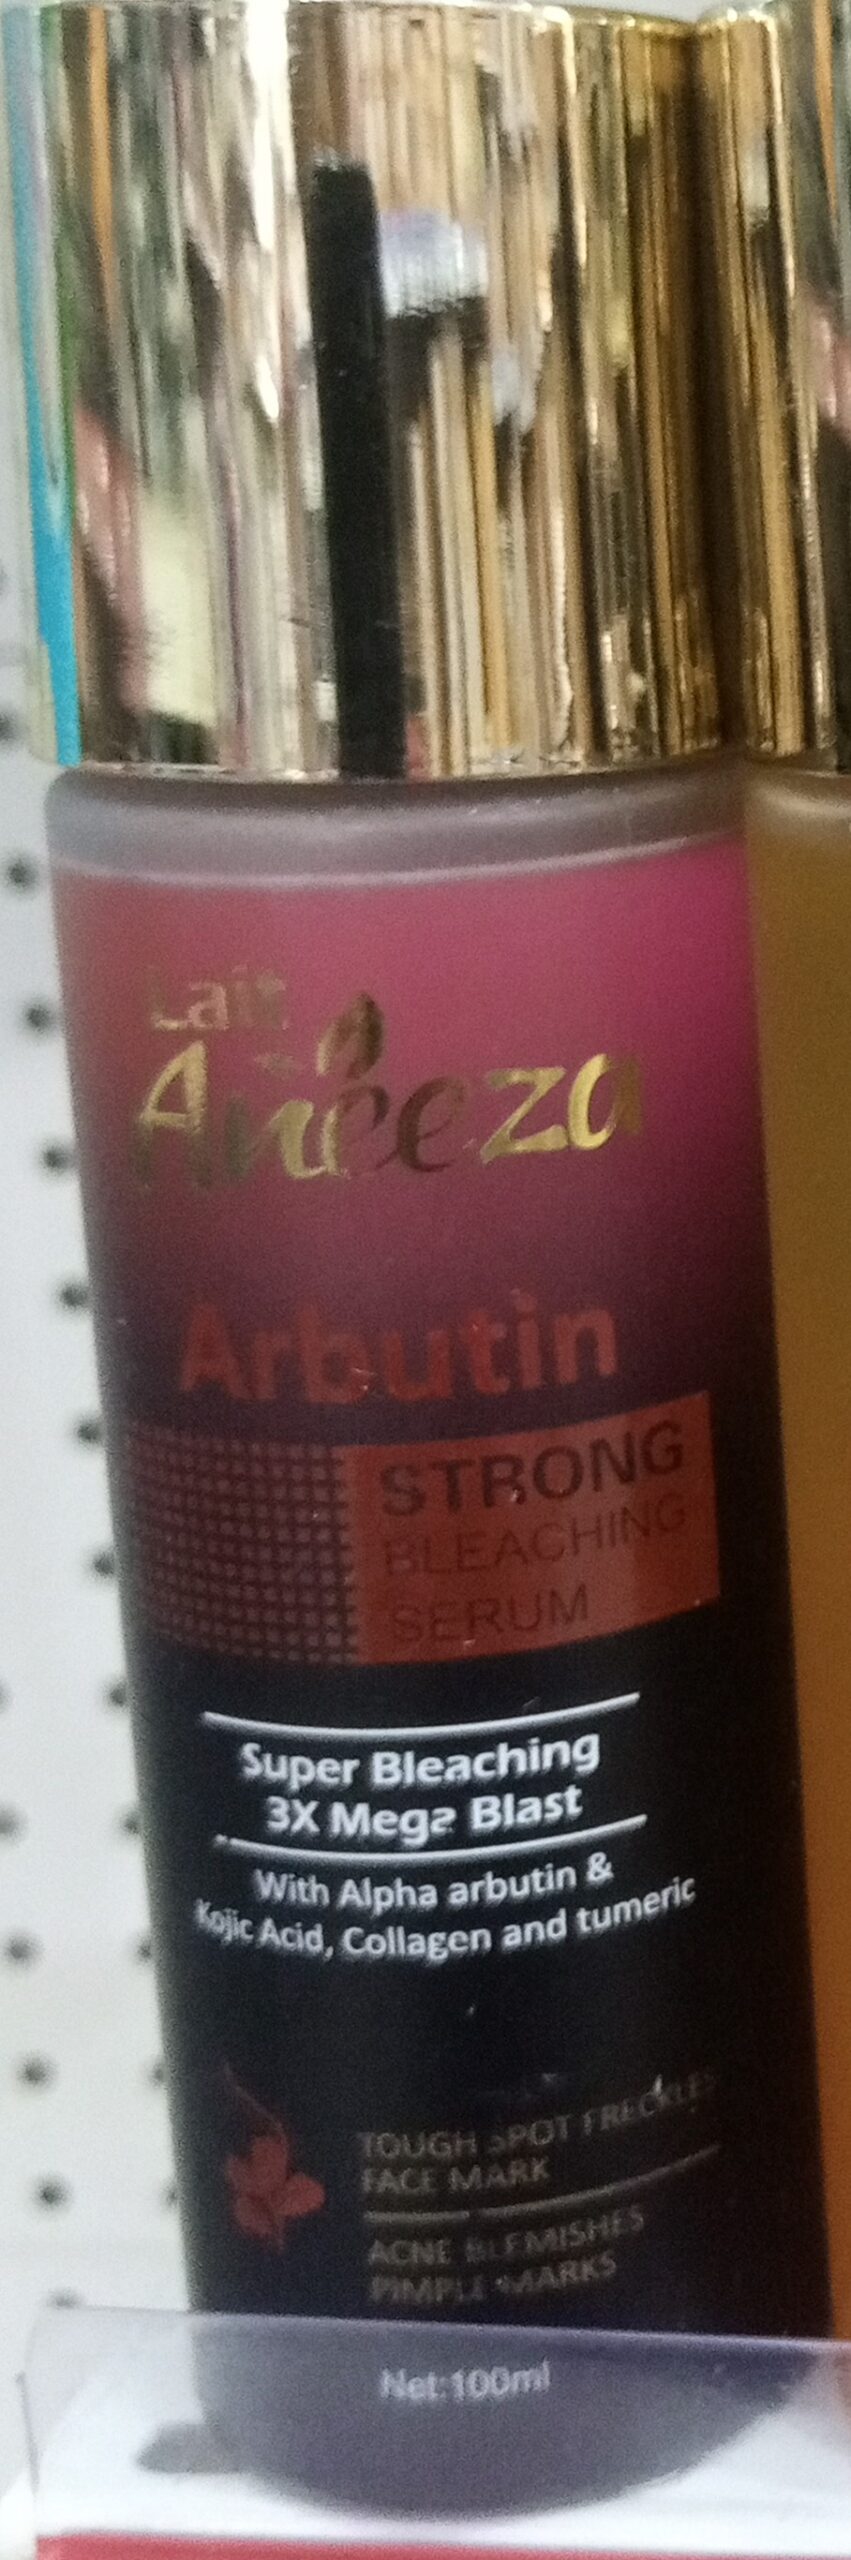 Lait
Aneeza
Arbutin
STRONG
BLEACHING
SERUM
Super Bleaching
3X Mega Blast
With Alpha arbutin &
Kojic Acid, Collagen and tumeric
TOUGH SPOT FRECKLES
FACE MARK
ACNE BLEMISHES
PIMPLE MARKS
Net:100ml